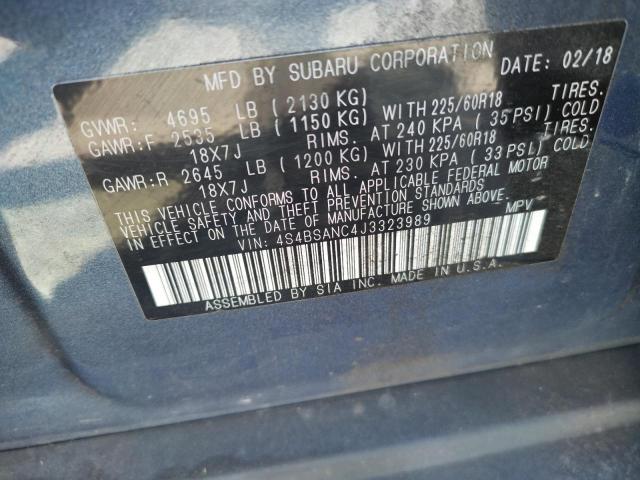 MFD BY SUBARU CORPORATION DATE: 02/18
GVWR: 4695 LB (2130 KG) TIRES.
GAWR:F 2535 LB (1150 KG) WITH 225/60R18
18X7J RIMS. AT 240 KPA (35 PSI) COLD
GAWR:R 2645 LB (1200 KG) WITH 225/60R18 TIRES.
18X7J RIMS. AT 230 KPA (33 PSI) COLD.
THIS VEHICLE CONFORMS TO ALL APPLICABLE FEDERAL MOTOR
VEHICLE SAFETY AND THEFT PREVENTION STANDARDS
IN EFFECT ON THE DATE OF MANUFACTURE SHOWN ABOVE.
VIN: 4S4BSANC4J3323989 MPV
ASSEMBLED BY SIA INC. MADE IN U.S.A.